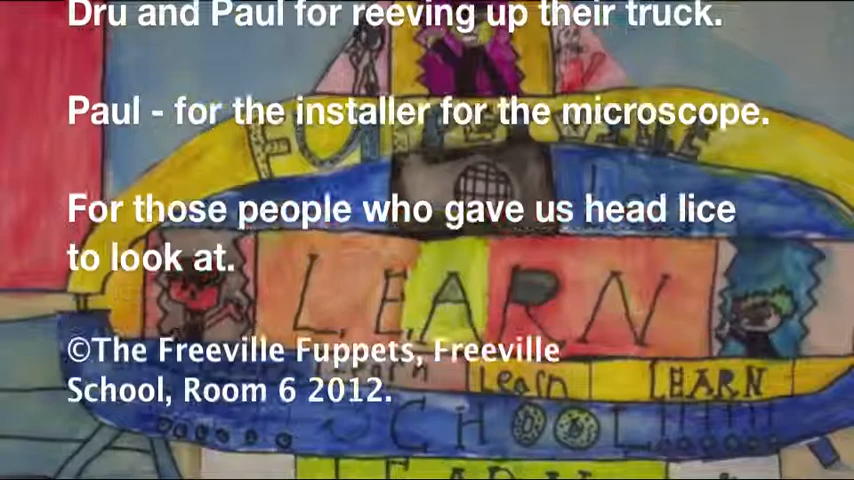 Dru and Paul for reeving up their truck.
Paul - for the installer for the microscope.
For those people who gave us head lice
to look at.
©The Freeville Fuppets, Freeville
School, Room 6 2012.
LEARN
Learn
LEARN
SCHOOL!!!!!!